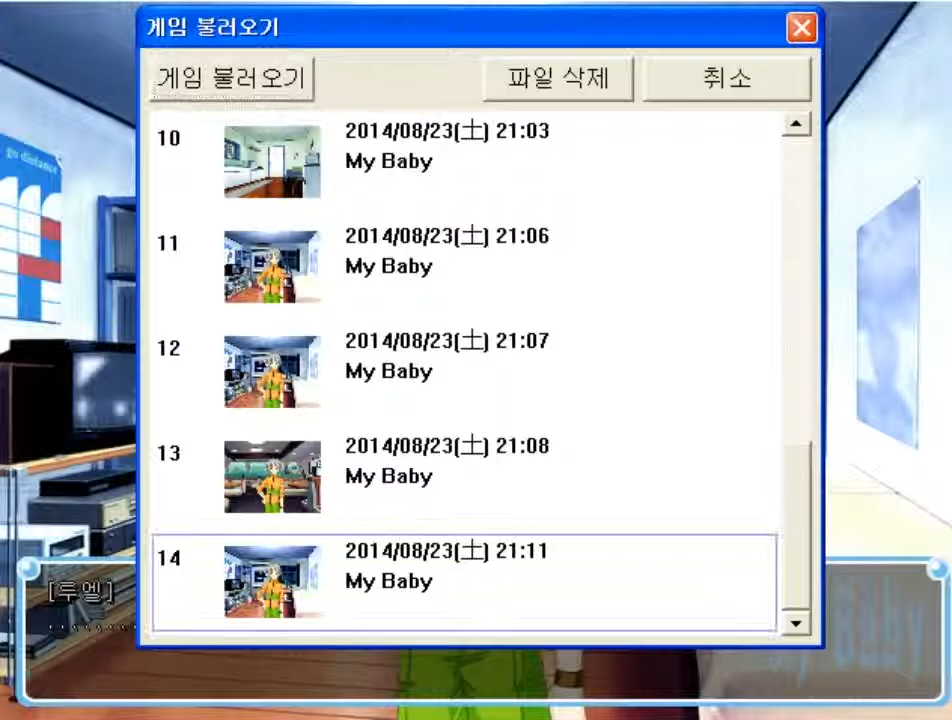 게임 불러오기
게임 불러오기 파일 삭제 취소
10 2014/08/23(土) 21:03
My Baby
11 2014/08/23(土) 21:06
My Baby
12 2014/08/23(土) 21:07
My Baby
13 2014/08/23(土) 21:08
My Baby
14 2014/08/23(土) 21:11
My Baby
[투엘]
My Baby